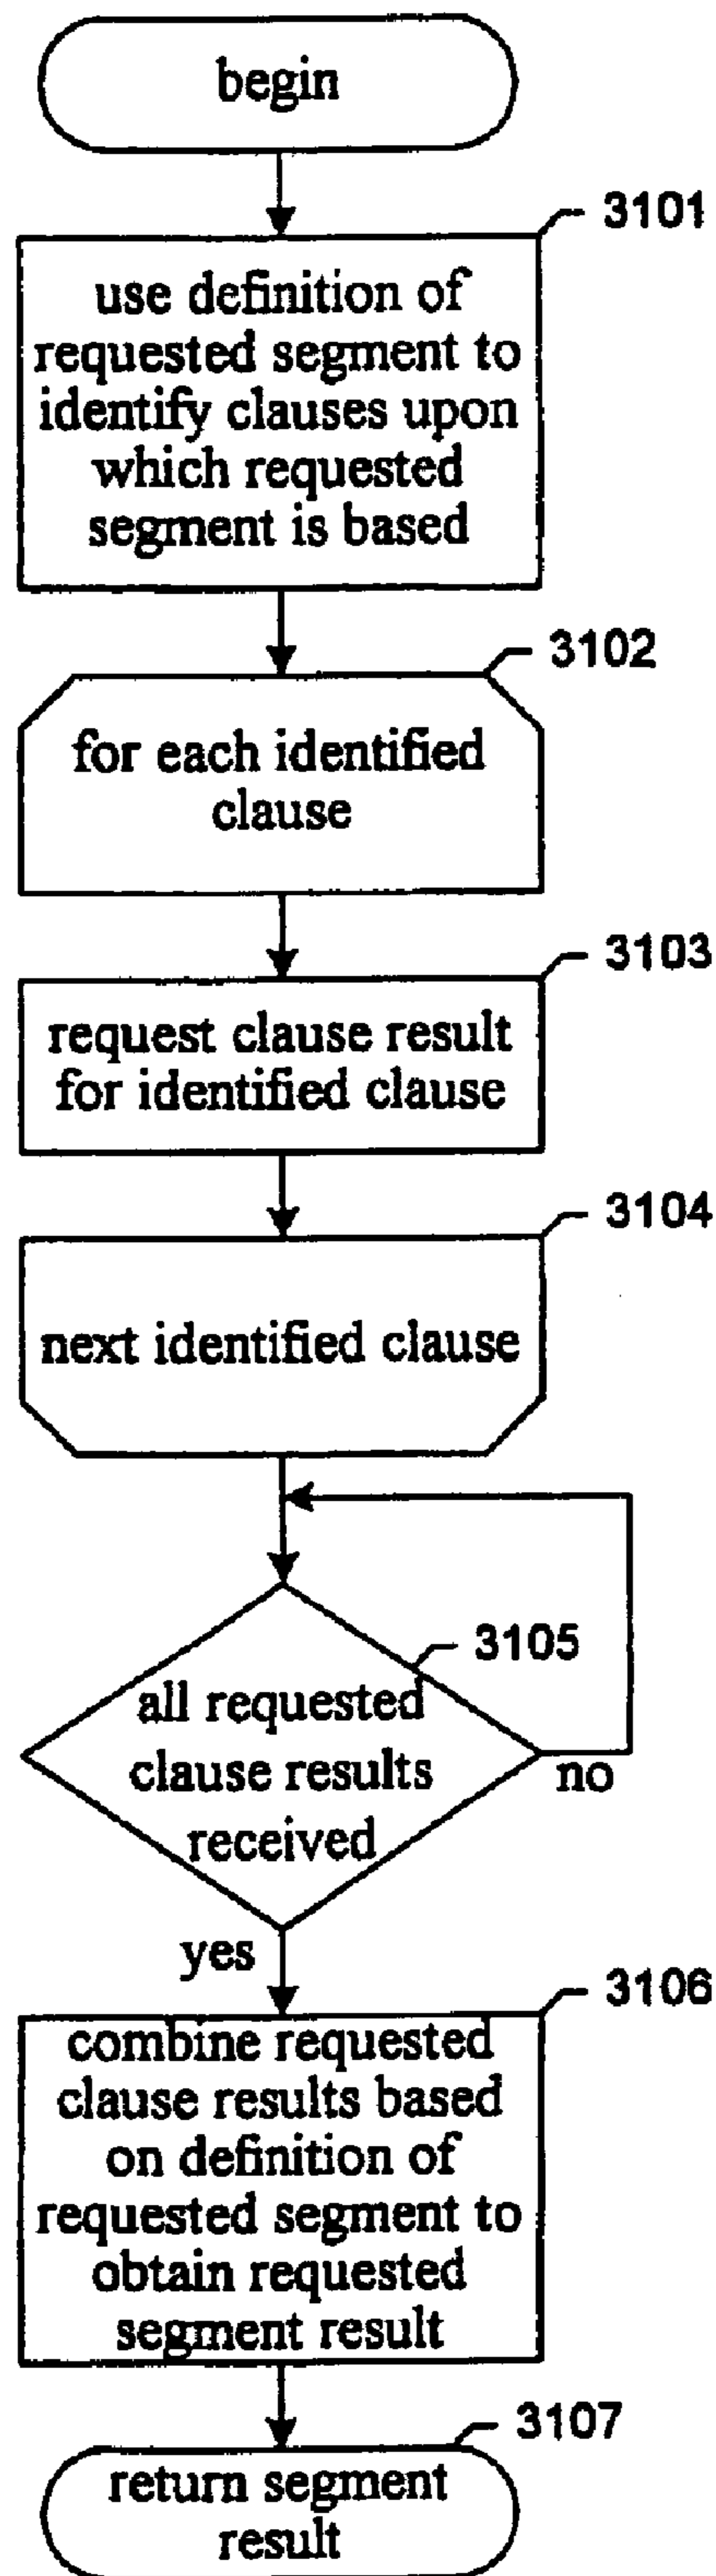 begin
3101
use definition of
requested segment to
identify clauses upon
which requested
segment is based
3102
for each identified
clause
3103
request clause result
for identified clause
3104
next identified clause
3105
all requested
clause results
received
no
yes
3106
combine requested
clause results based
on definition of
requested segment to
obtain requested
segment result
3107
return segment
result